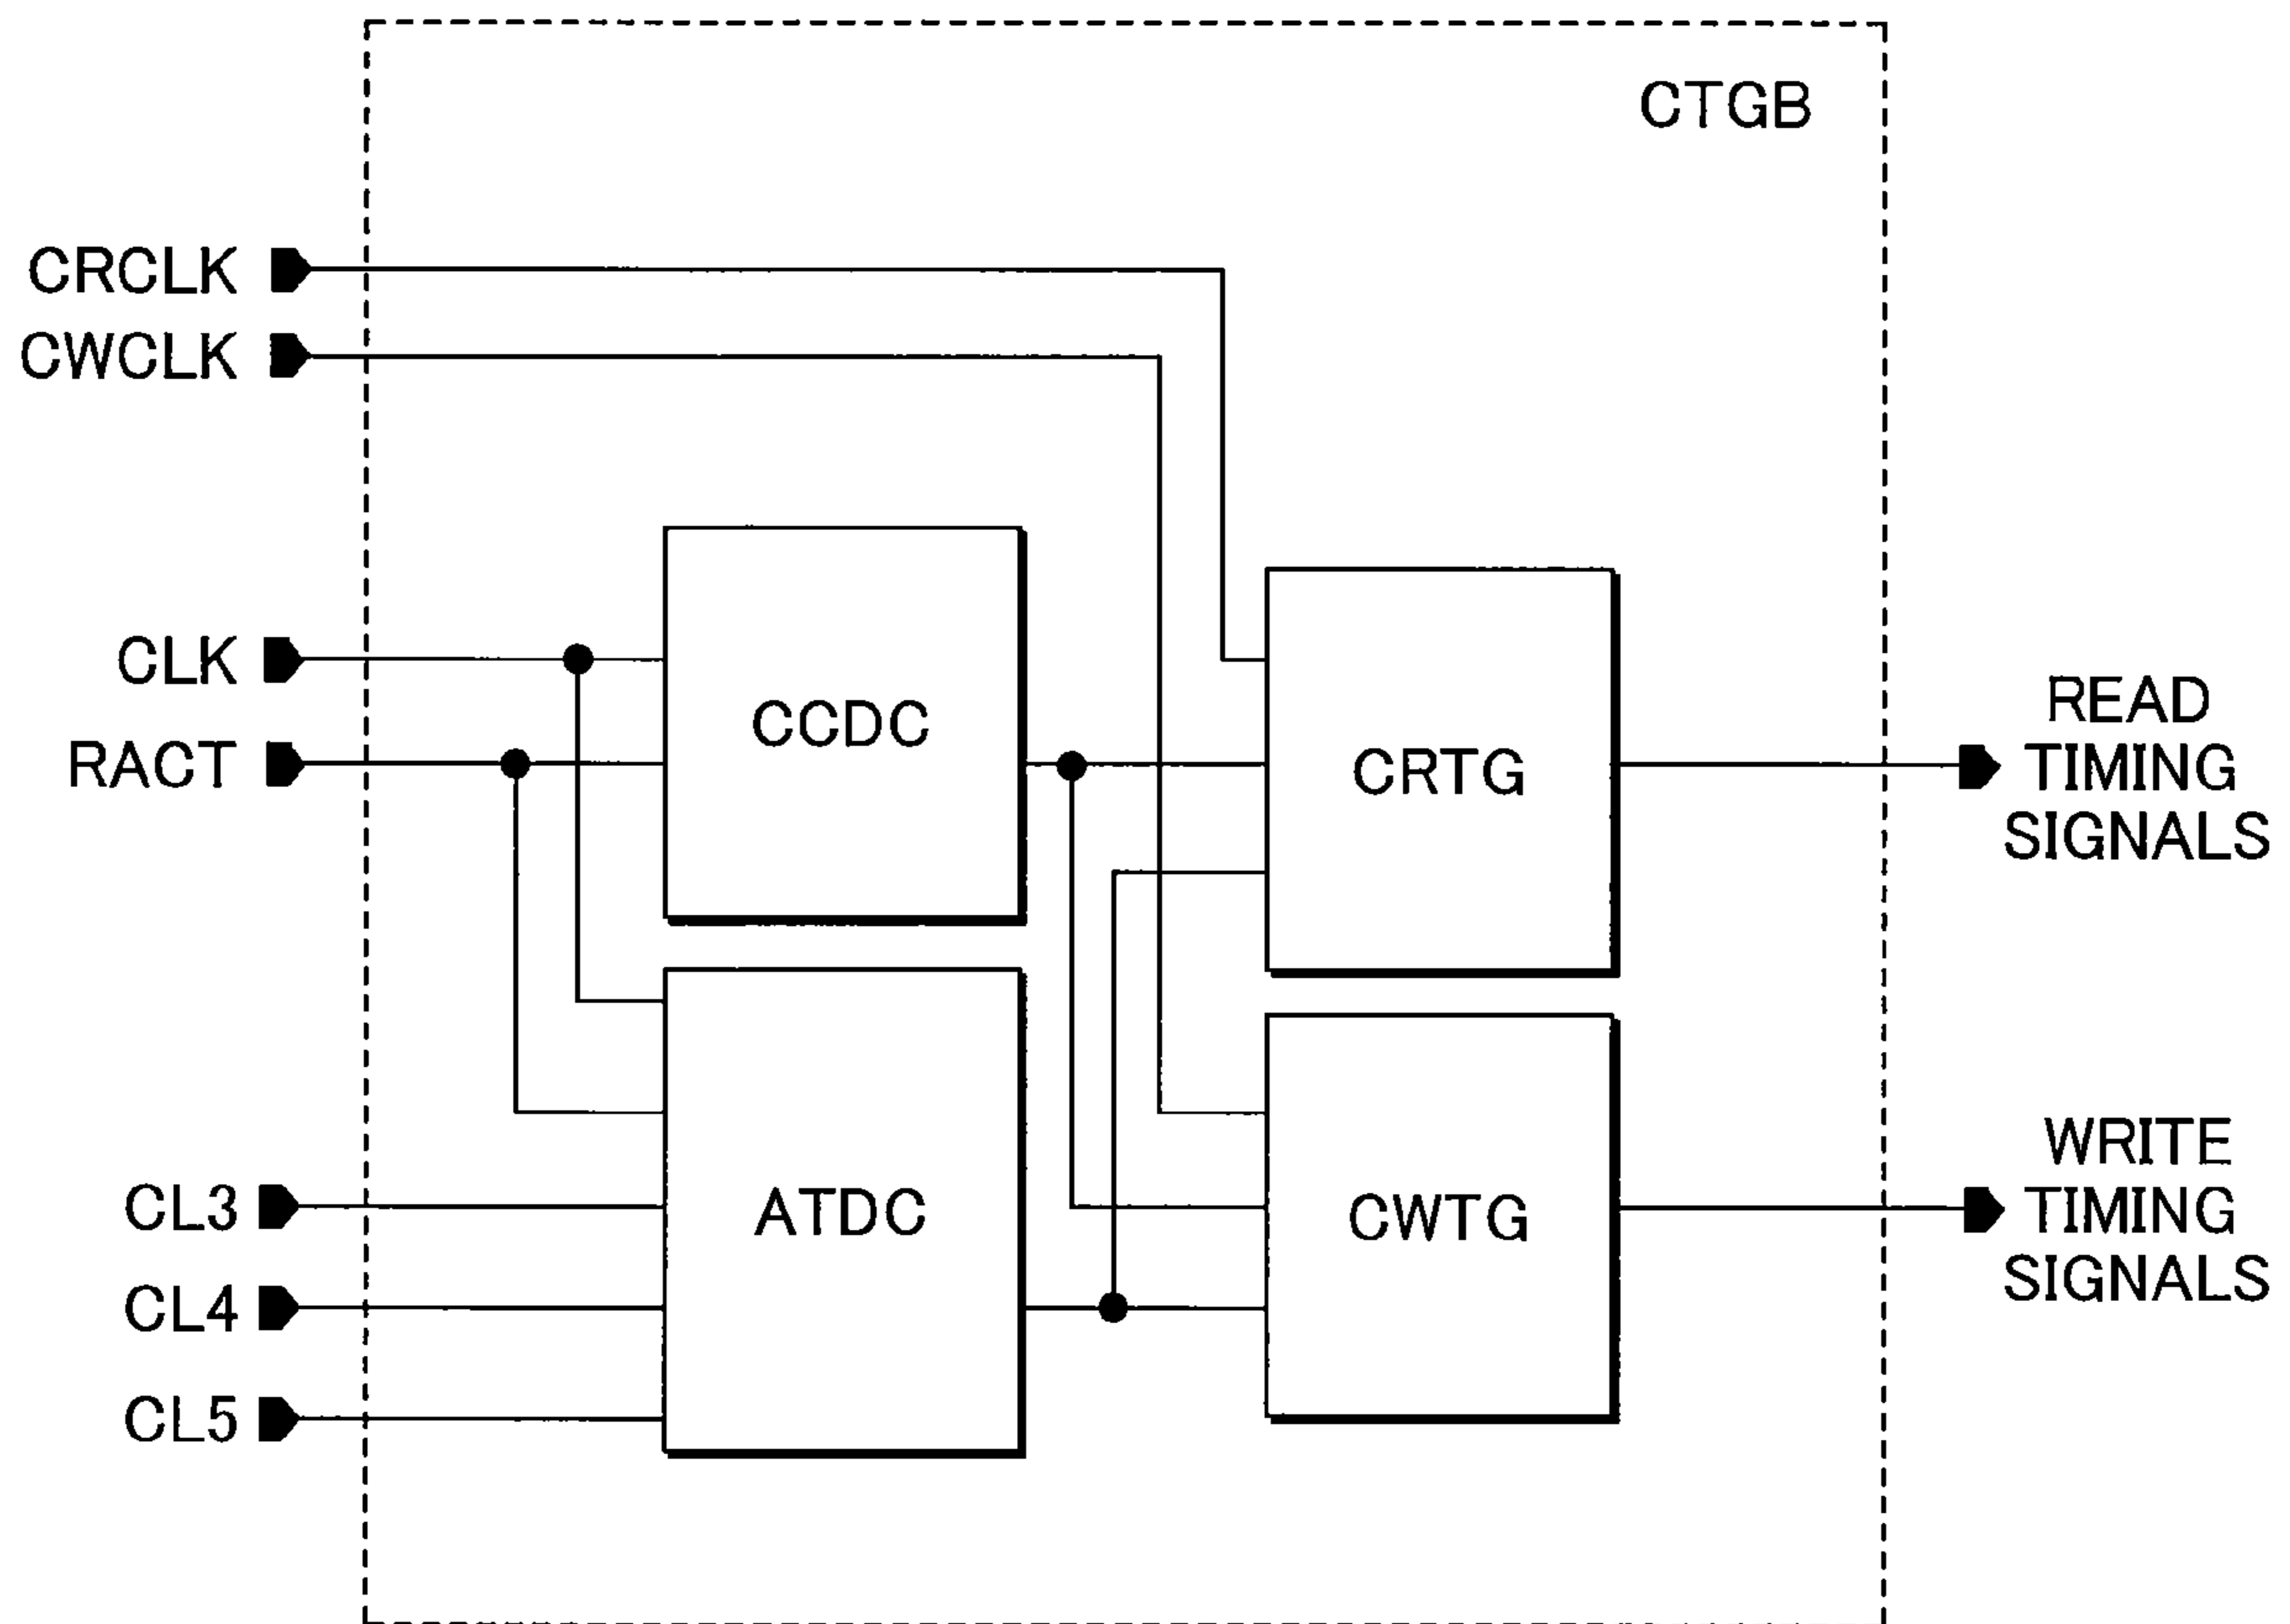 CTGB
CRCLK
CWCLK
CLK
RACT
CCDC
CRTG
READ
TIMING
SIGNALS
CL3
CL4
CL5
ATDC
CWTG
WRITE
TIMING
SIGNALS